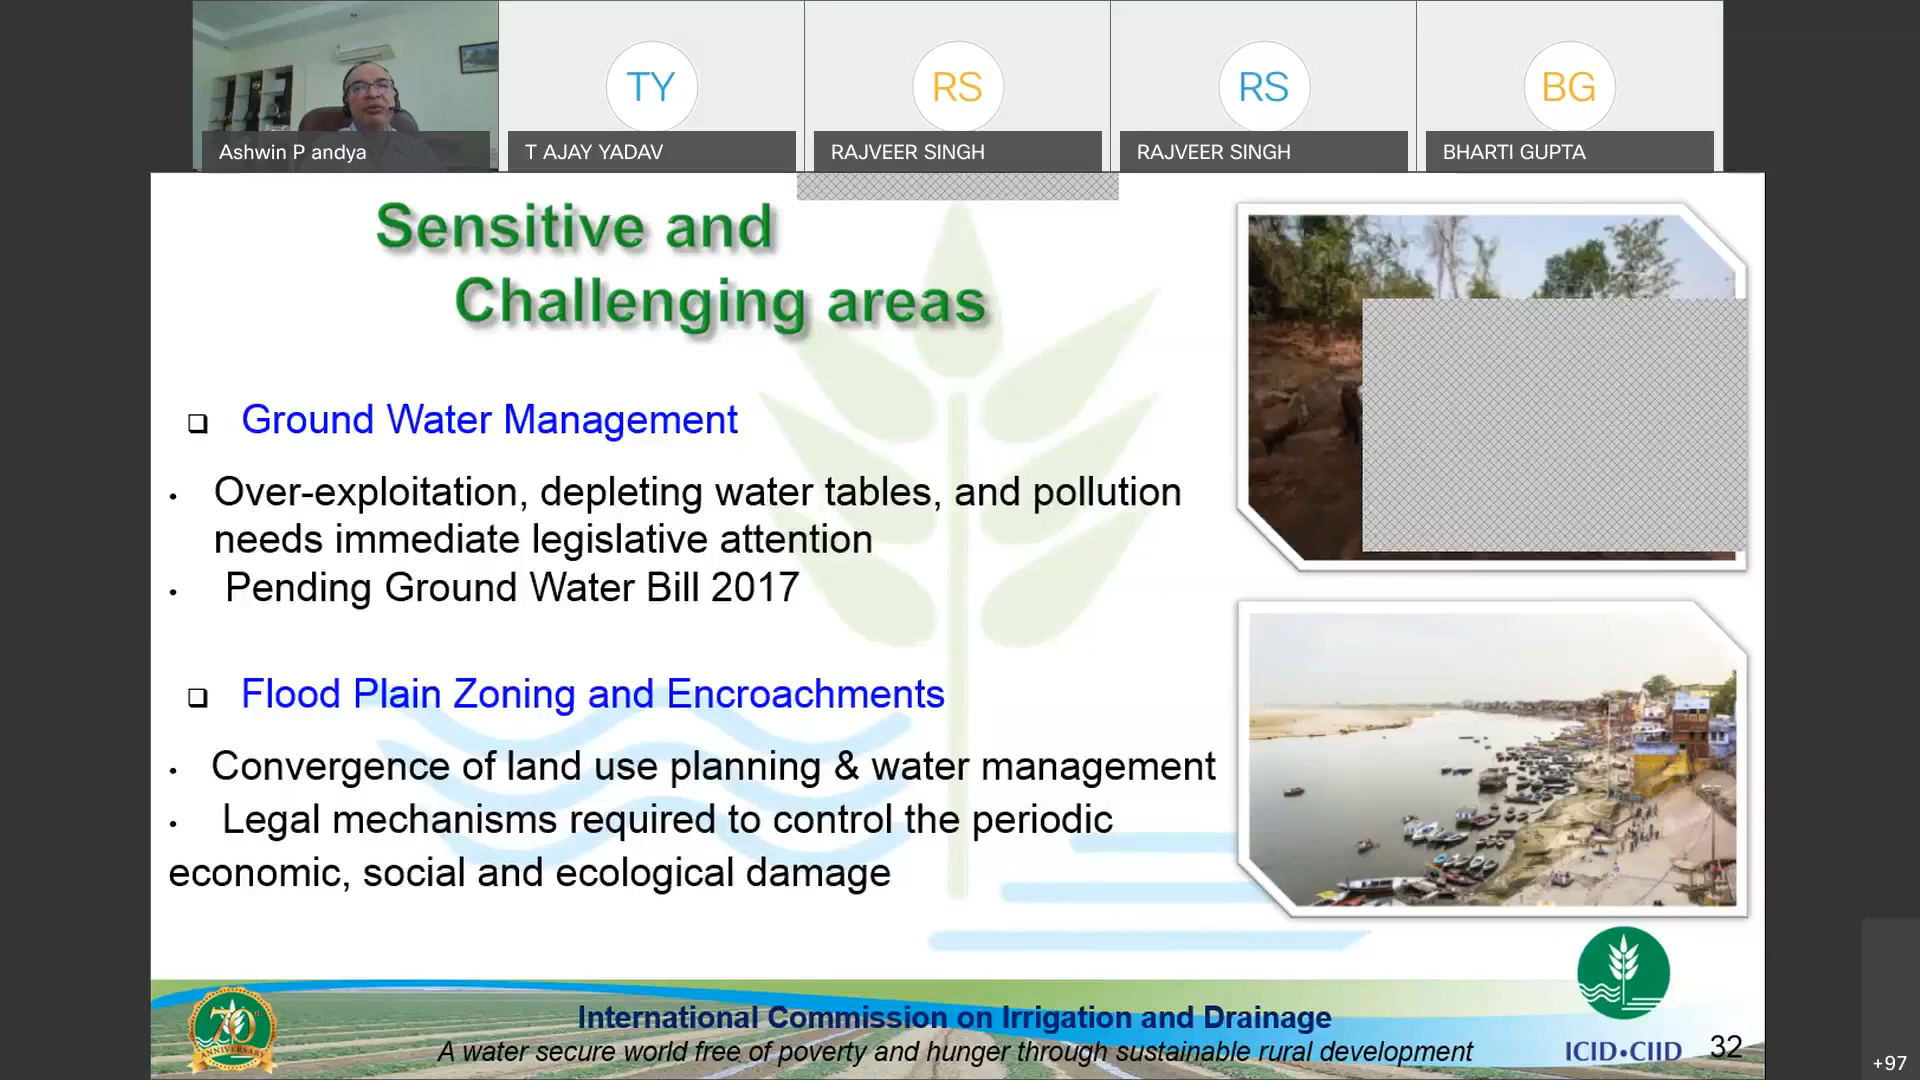 Ashwin P andya
TY
T AJAY YADAV
RS
RAJVEER SINGH
RS
RAJVEER SINGH
BG
BHARTI GUPTA
Sensitive and
Challenging areas
Ground Water Management
• Over-exploitation, depleting water tables, and pollution
needs immediate legislative attention
• Pending Ground Water Bill 2017
Flood Plain Zoning and Encroachments
• Convergence of land use planning & water management
• Legal mechanisms required to control the periodic
economic, social and ecological damage
70th
ANNIVERSARY
International Commission on Irrigation and Drainage
A water secure world free of poverty and hunger through sustainable rural development
ICID•CIID
32
+97